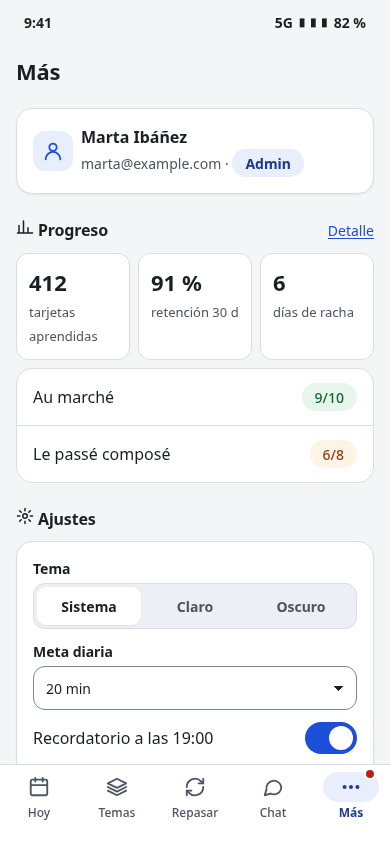 9:41 5G 82 %
Más
Marta Ibáñez
marta@example.com · Admin
Progreso Detalle
412 91 % 6
tarjetas retención 30 d días de racha
aprendidas
Au marché 9/10
Le passé composé 6/8
Ajustes
Tema
Sistema Claro Oscuro
Meta diaria
20 min
Recordatorio a las 19:00
Hoy Temas Repasar Chat Más